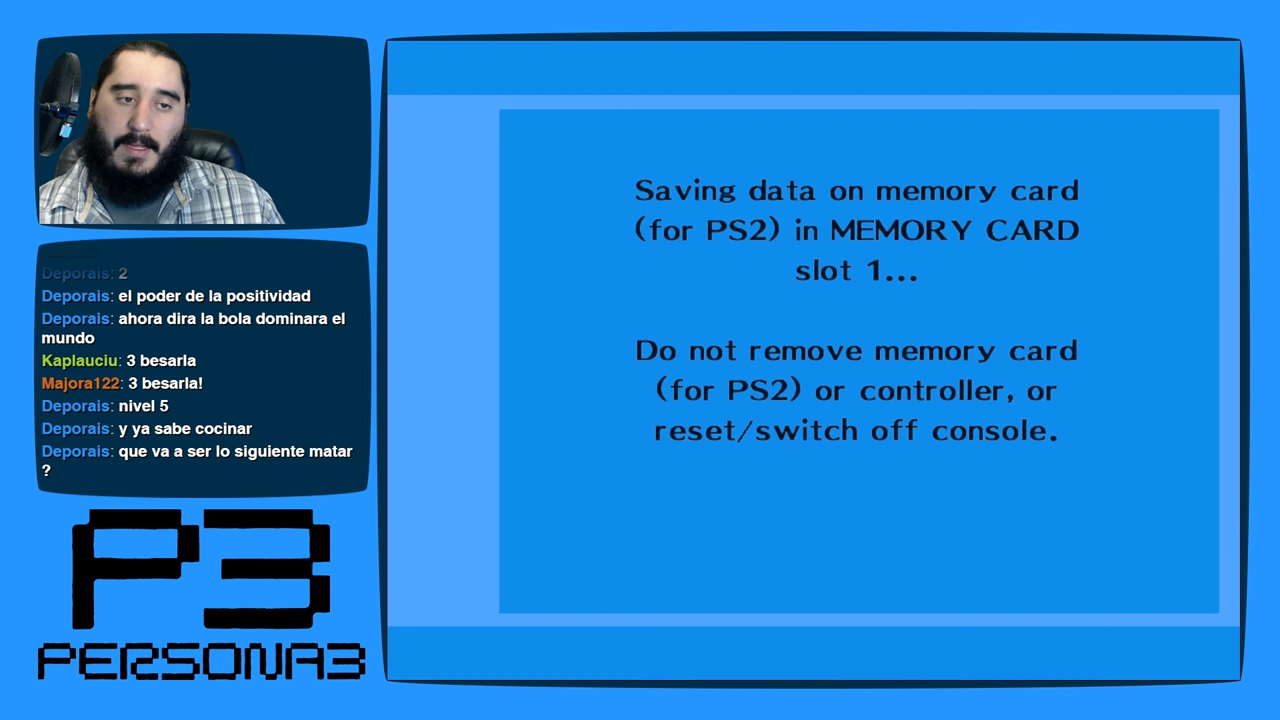 Deporais: 2
Deporais: el poder de la positividad
Deporais: ahora dira la bola dominara el
mundo
Kaplauciu: 3 besarla
Majora122: 3 besarla!
Deporais: nivel 5
Deporais: y ya sabe cocinar
Deporais: que va a ser lo siguiente matar
?
P3
PERSONA3
Saving data on memory card
(for PS2) in MEMORY CARD
slot 1...
Do not remove memory card
(for PS2) or controller, or
reset/switch off console.